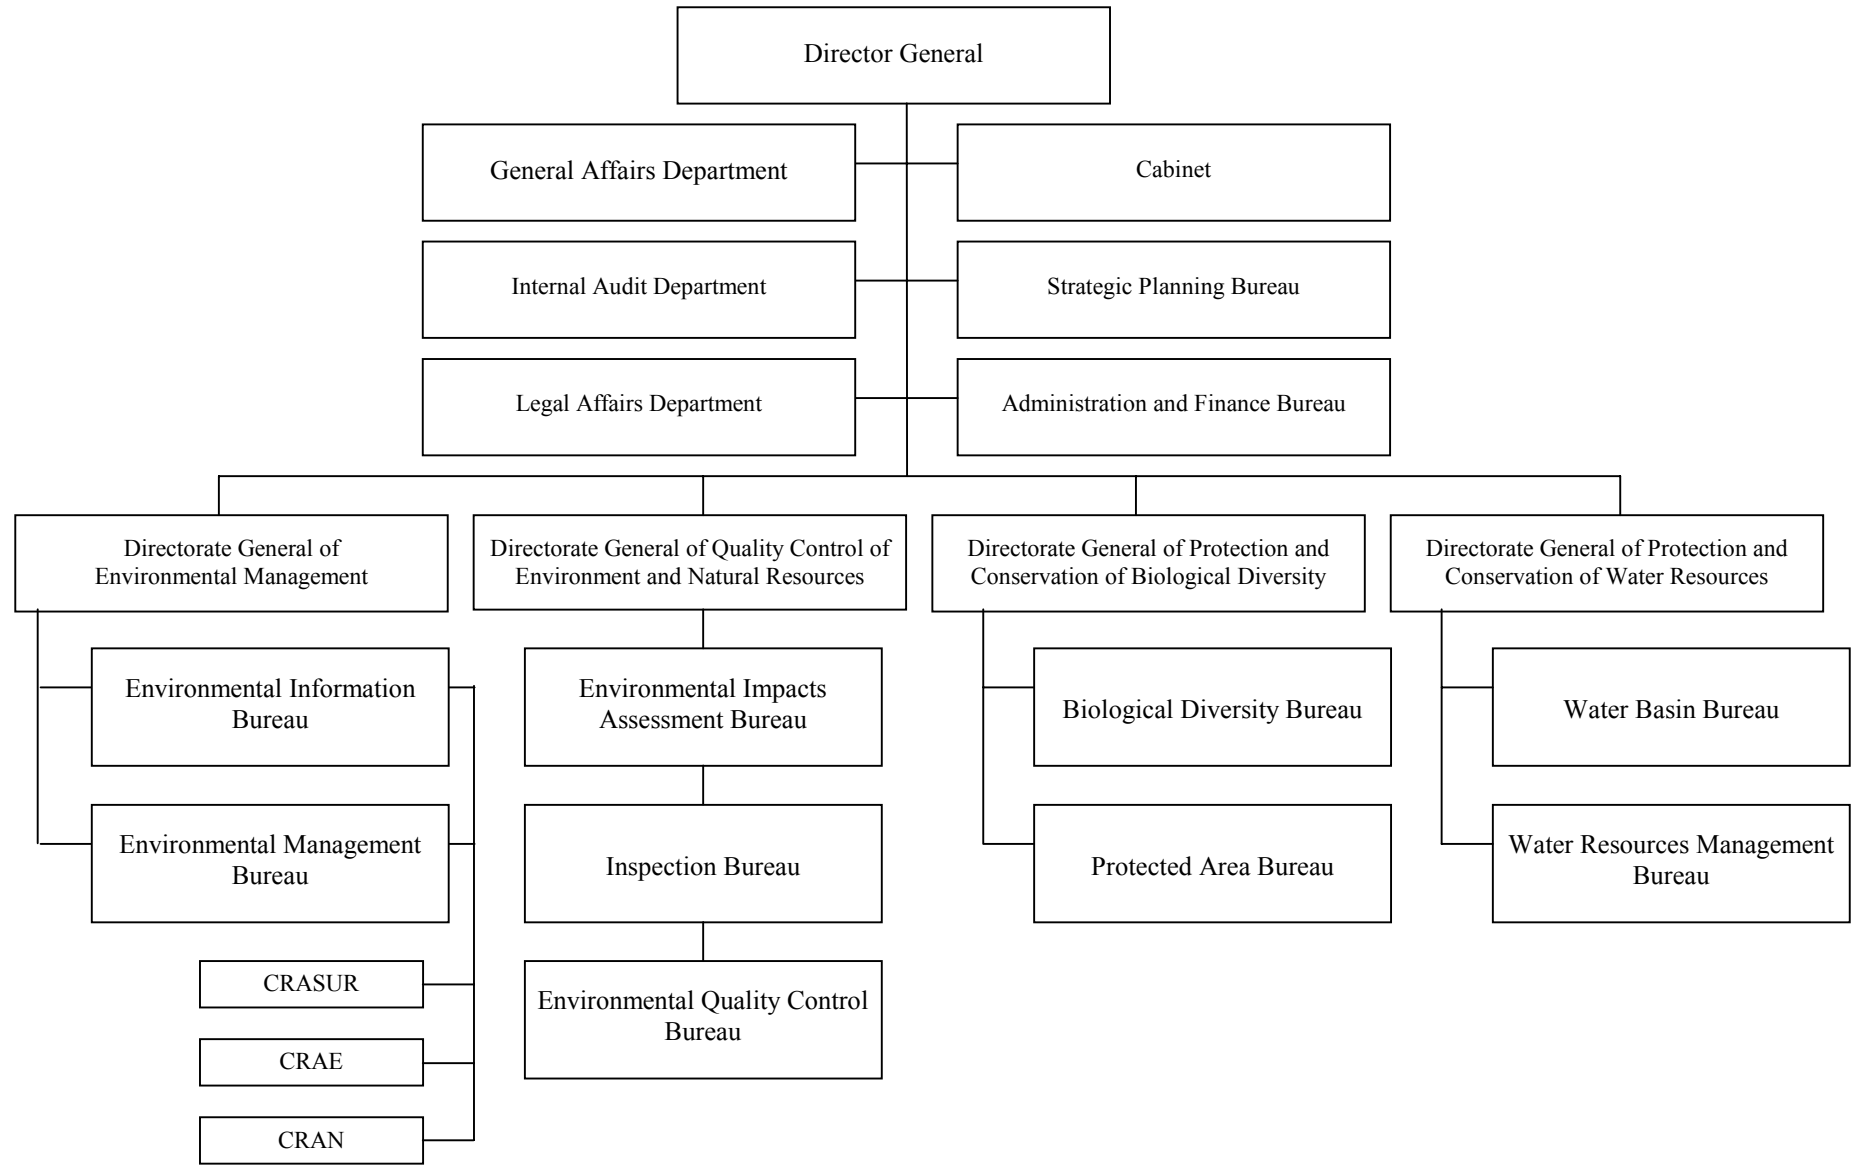 Director General
General Affairs Department
Cabinet
Internal Audit Department
Strategic Planning Bureau
Legal Affairs Department
Administration and Finance Bureau
Directorate General of
Environmental Management
Directorate General of Quality Control of
Environment and Natural Resources
Directorate General of Protection and
Conservation of Biological Diversity
Directorate General of Protection and
Conservation of Water Resources
Environmental Information
Bureau
Environmental Impacts
Assessment Bureau
Biological Diversity Bureau
Water Basin Bureau
Environmental Management
Bureau
Inspection Bureau
Protected Area Bureau
Water Resources Management
Bureau
CRASUR
Environmental Quality Control
Bureau
CRAE
CRAN